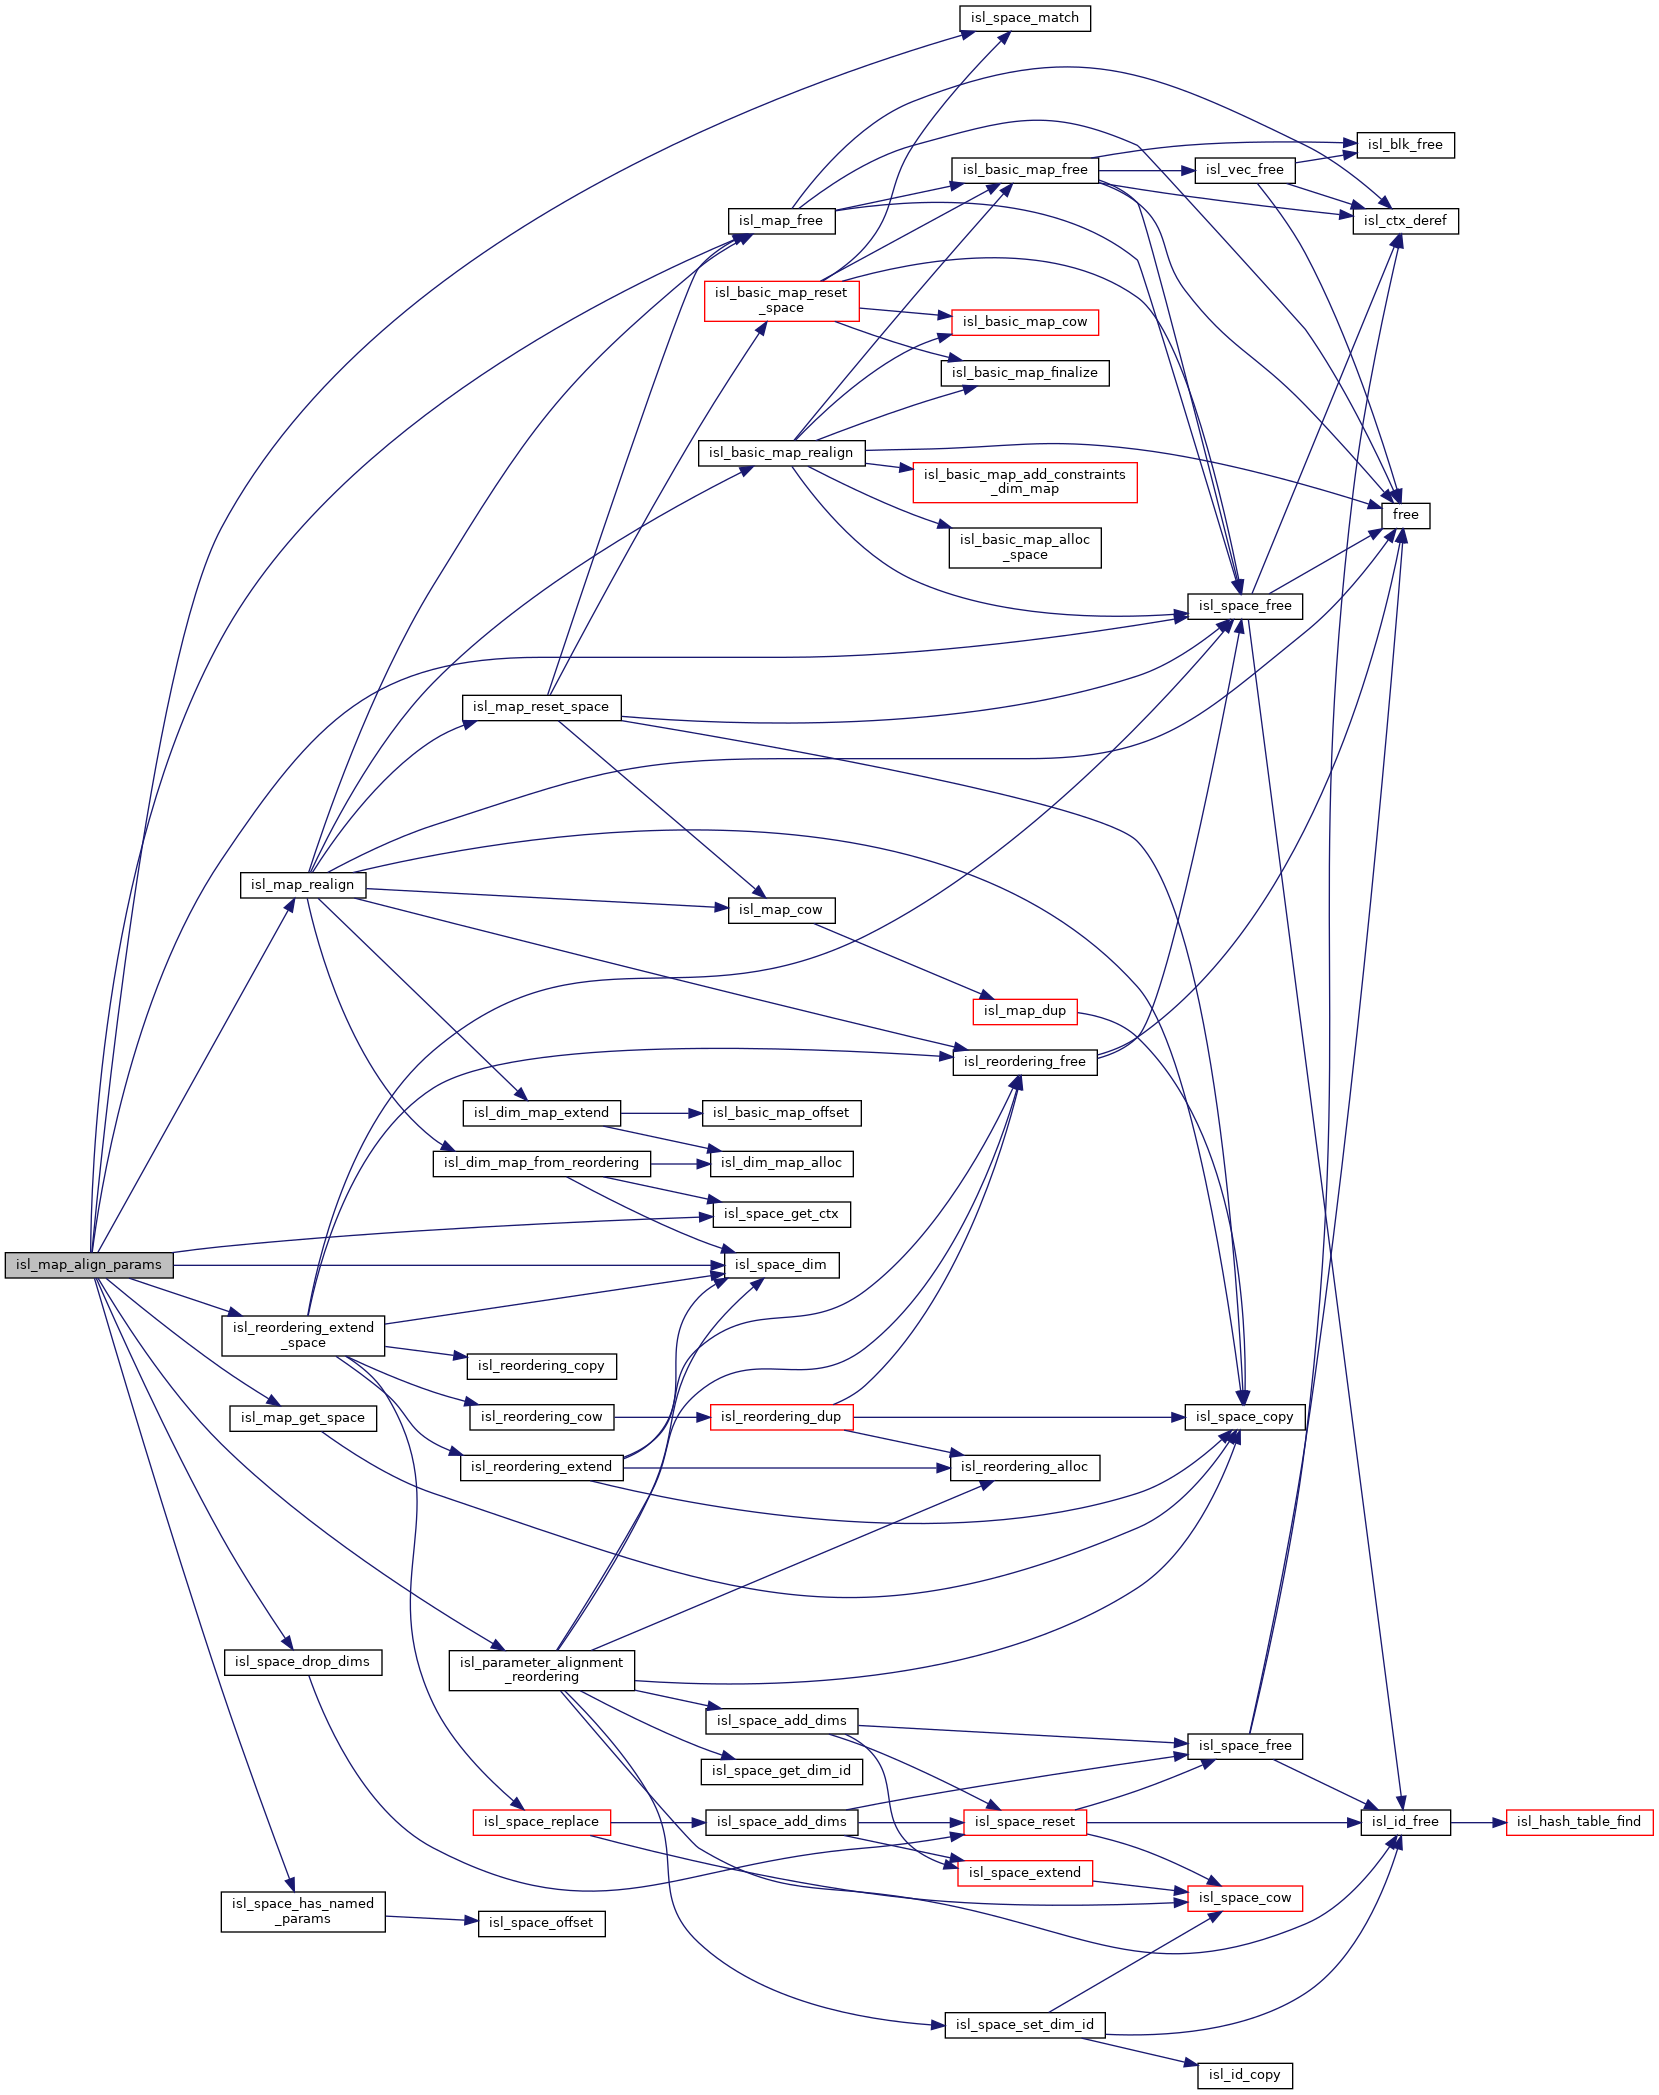 isl_space_match
isl_blk_free
isl_basic_map_free
isl_vec_free
isl_map_free
isl_ctx_deref
isl_basic_map_reset
_space
isl_basic_map_cow
isl_basic_map_finalize
isl_basic_map_realign
isl_basic_map_add_constraints
_dim_map
free
isl_basic_map_alloc
_space
isl_space_free
isl_map_reset_space
isl_map_realign
isl_map_cow
isl_map_dup
isl_reordering_free
isl_dim_map_extend
isl_basic_map_offset
isl_dim_map_from_reordering
isl_dim_map_alloc
isl_space_get_ctx
isl_map_align_params
isl_space_dim
isl_reordering_extend
_space
isl_reordering_copy
isl_map_get_space
isl_reordering_cow
isl_reordering_dup
isl_space_copy
isl_reordering_extend
isl_reordering_alloc
isl_space_drop_dims
isl_parameter_alignment
_reordering
isl_space_add_dims
isl_space_free
isl_space_get_dim_id
isl_space_replace
isl_space_add_dims
isl_space_reset
isl_id_free
isl_hash_table_find
isl_space_extend
isl_space_cow
isl_space_has_named
_params
isl_space_offset
isl_space_set_dim_id
isl_id_copy